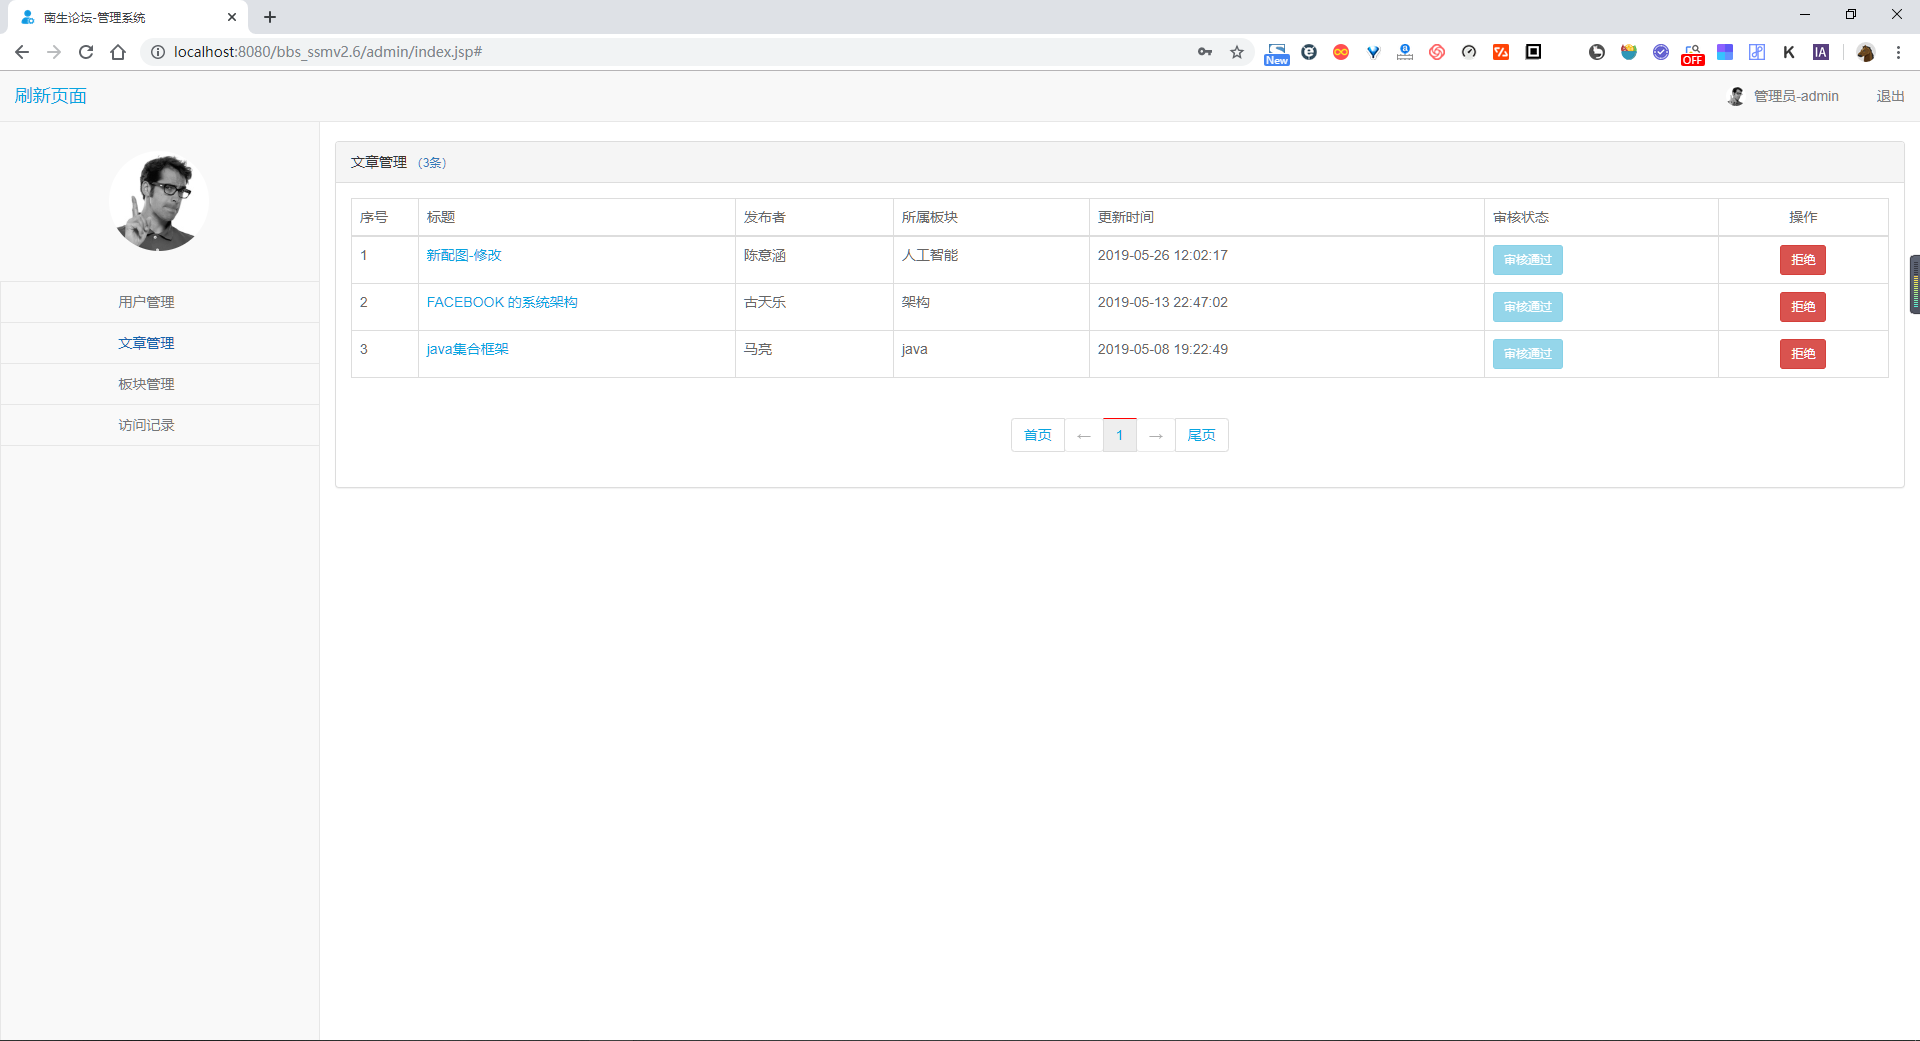 南生论坛-管理系统
localhost:8080/bbs_ssmv2.6/admin/index.jsp#
New
OFF
K
IA
刷新页面
管理员-admin
退出
用户管理
文章管理
板块管理
访问记录
文章管理 (3条)
序号 标题 发布者 所属板块 更新时间 审核状态 操作
1 新配图-修改 陈意涵 人工智能 2019-05-26 12:02:17 审核通过 拒绝
2 FACEBOOK 的系统架构 古天乐 架构 2019-05-13 22:47:02 审核通过 拒绝
3 java集合框架 马亮 java 2019-05-08 19:22:49 审核通过 拒绝
首页 ← 1 → 尾页